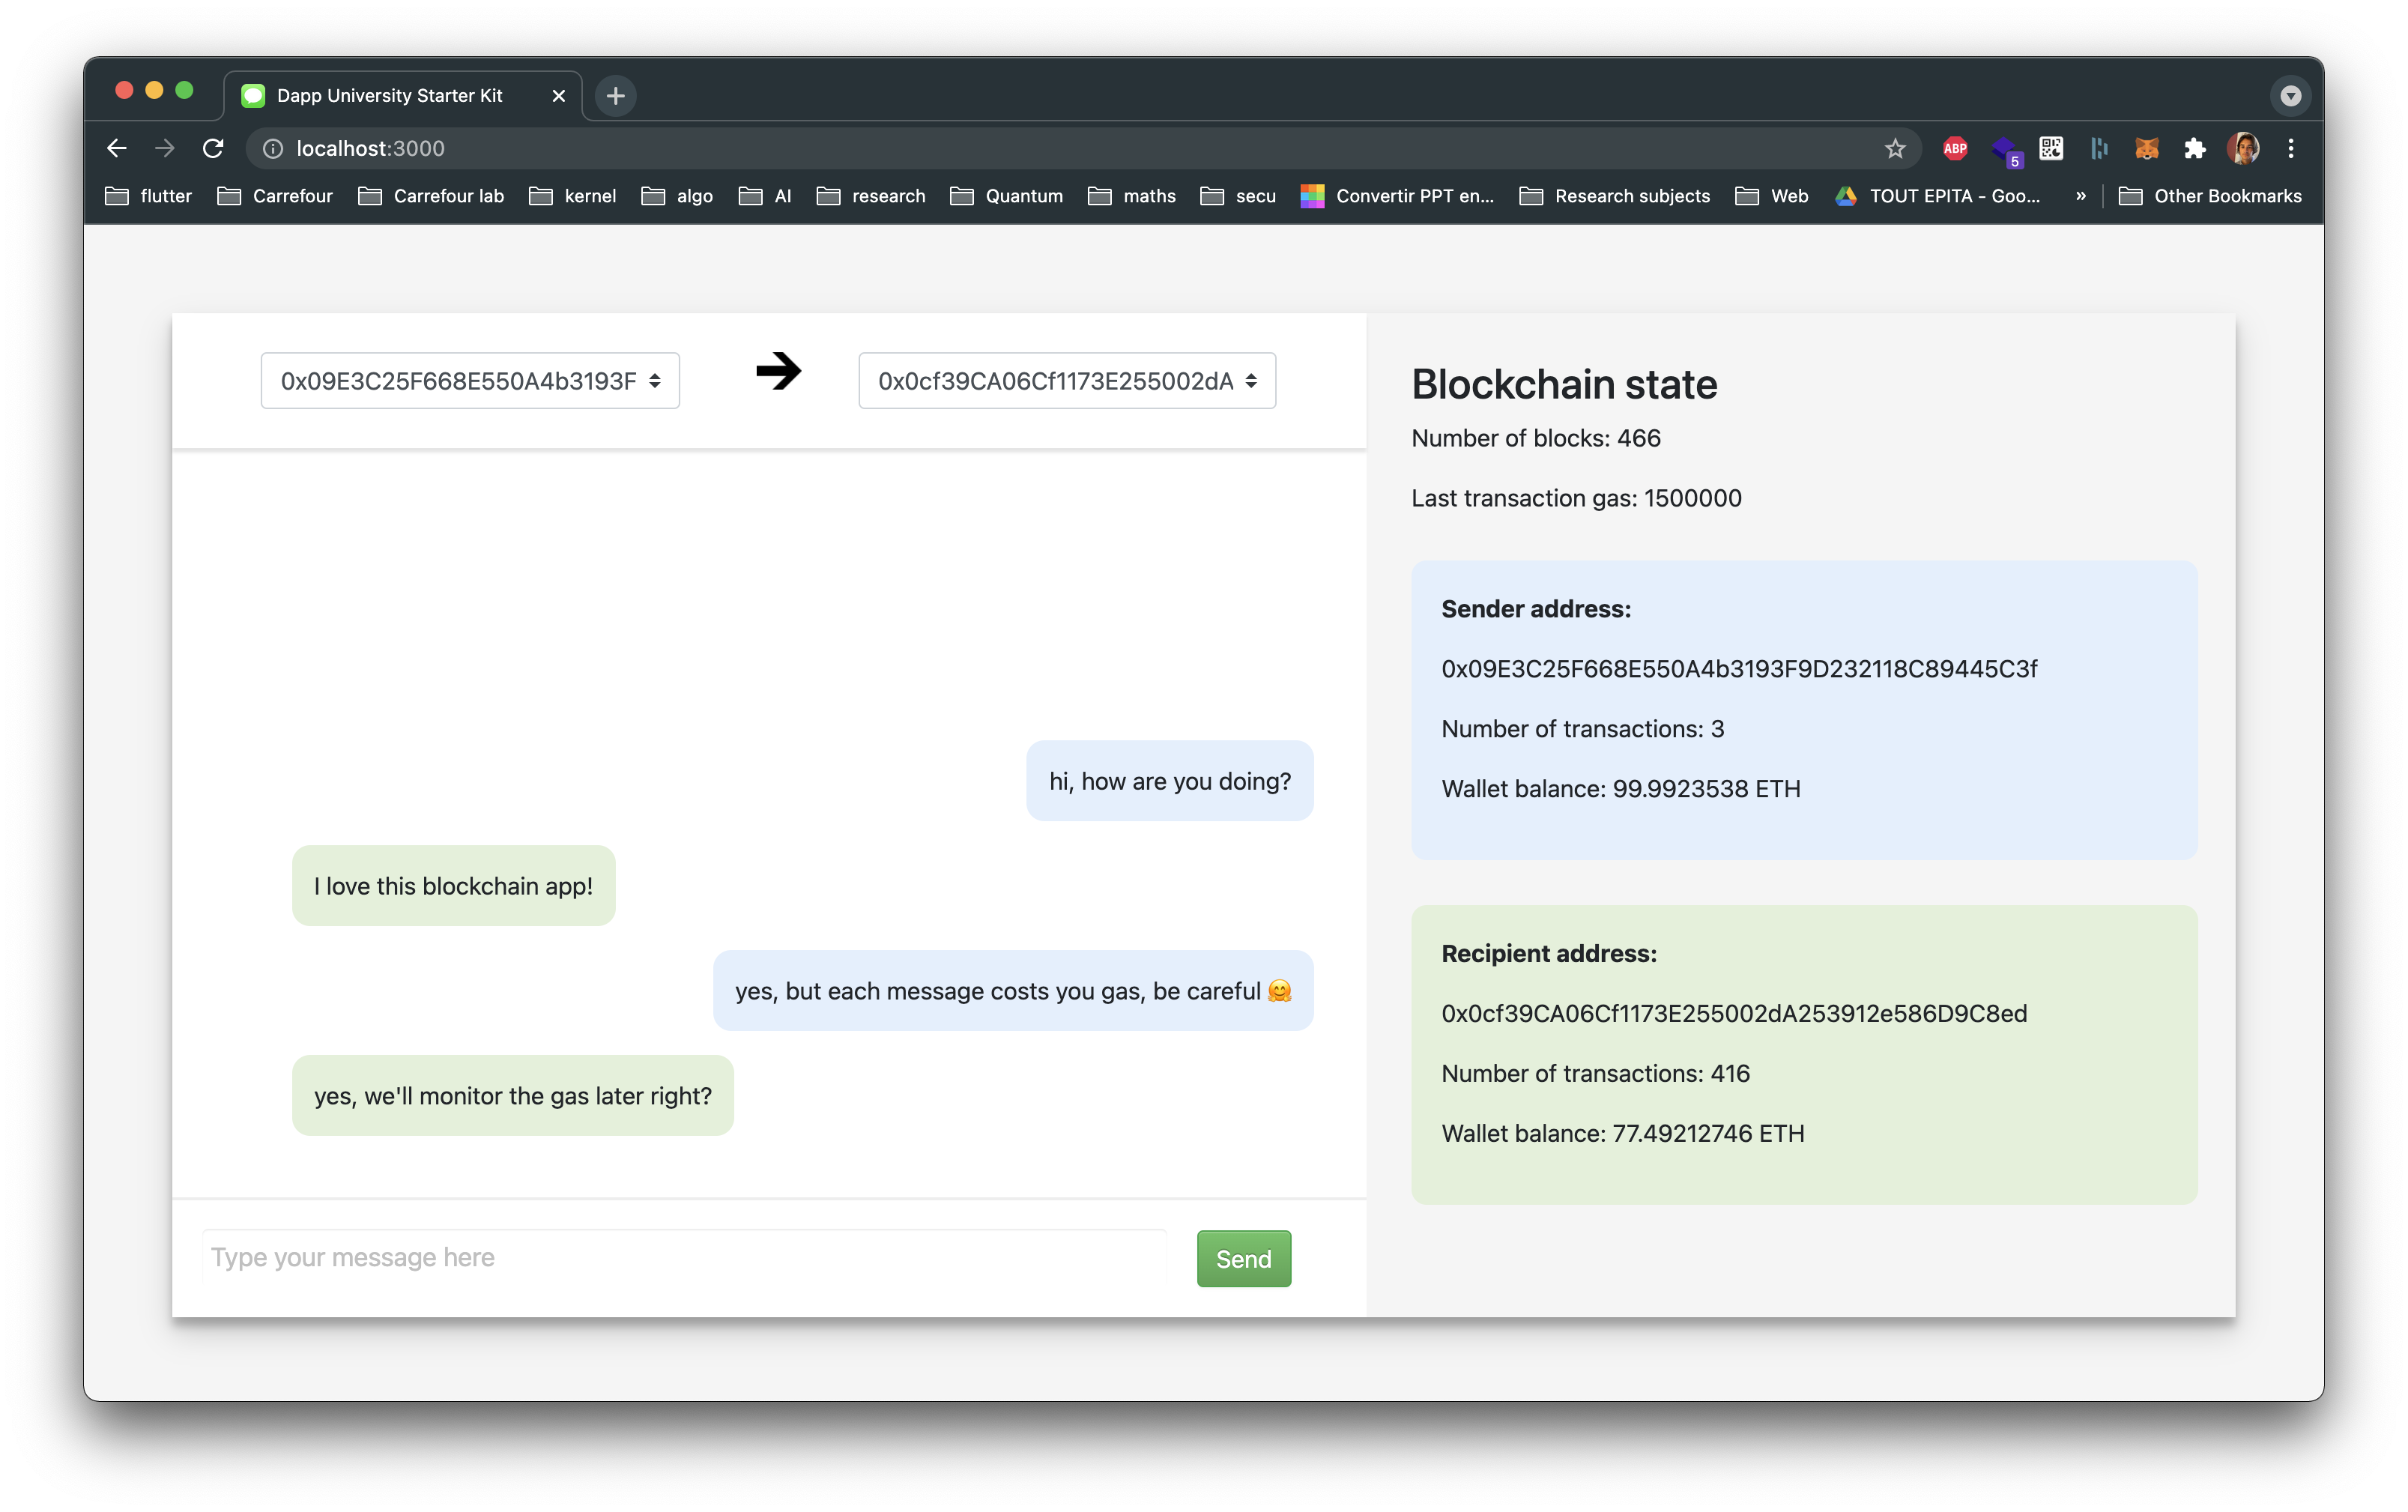 Dapp University Starter Kit
localhost:3000
ABP
5
flutter
Carrefour
Carrefour lab
kernel
algo
AI
research
Quantum
maths
secu
Convertir PPT en...
Research subjects
Web
TOUT EPITA - Goo...
»
Other Bookmarks
0x09E3C25F668E550A4b3193F
0x0cf39CA06Cf1173E255002dA
hi, how are you doing?
I love this blockchain app!
yes, but each message costs you gas, be careful 🤗
yes, we'll monitor the gas later right?
Type your message here
Send
Blockchain state
Number of blocks: 466
Last transaction gas: 1500000
Sender address:
0x09E3C25F668E550A4b3193F9D232118C89445C3f
Number of transactions: 3
Wallet balance: 99.9923538 ETH
Recipient address:
0x0cf39CA06Cf1173E255002dA253912e586D9C8ed
Number of transactions: 416
Wallet balance: 77.49212746 ETH